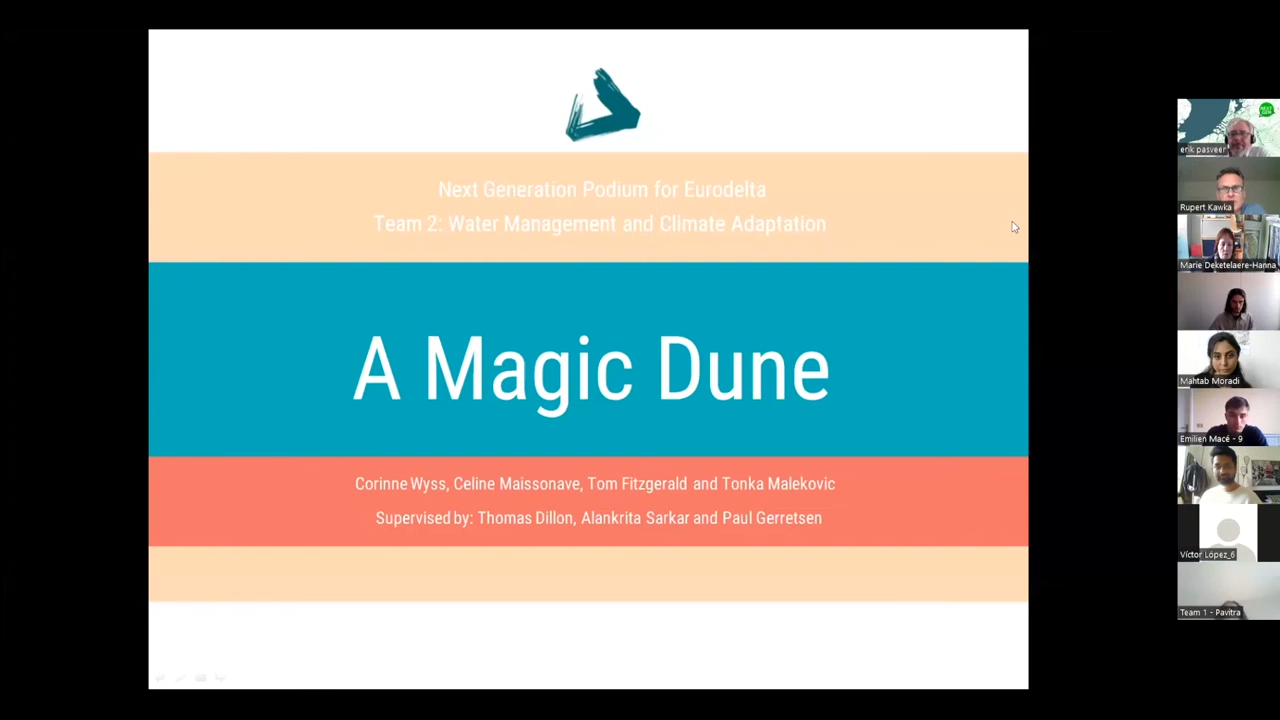 Next Generation Podium for Eurodelta
Team 2: Water Management and Climate Adaptation
A Magic Dune
Corinne Wyss, Celine Maissonave, Tom Fitzgerald and Tonka Malekovic
Supervised by: Thomas Dillon, Alankrita Sarkar and Paul Gerretsen
NEXT GEN
erik pasveer
Rupert Kawka
Marie Deketelaere-Hanna
Mahtab Moradi
Emilien Macé - 9
Víctor López_6
Team 1 - Pavitra